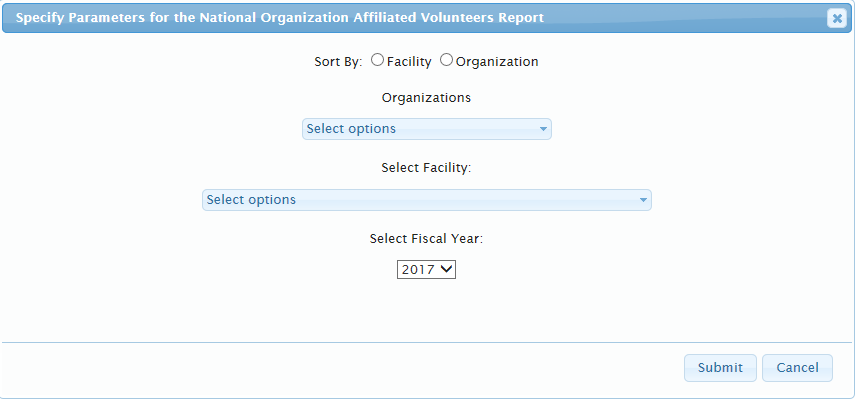 Specify Parameters for the National Organization Affiliated Volunteers Report
Sort By: Facility Organization
Organizations
Select options
Select Facility:
Select options
Select Fiscal Year:
2017
Submit Cancel